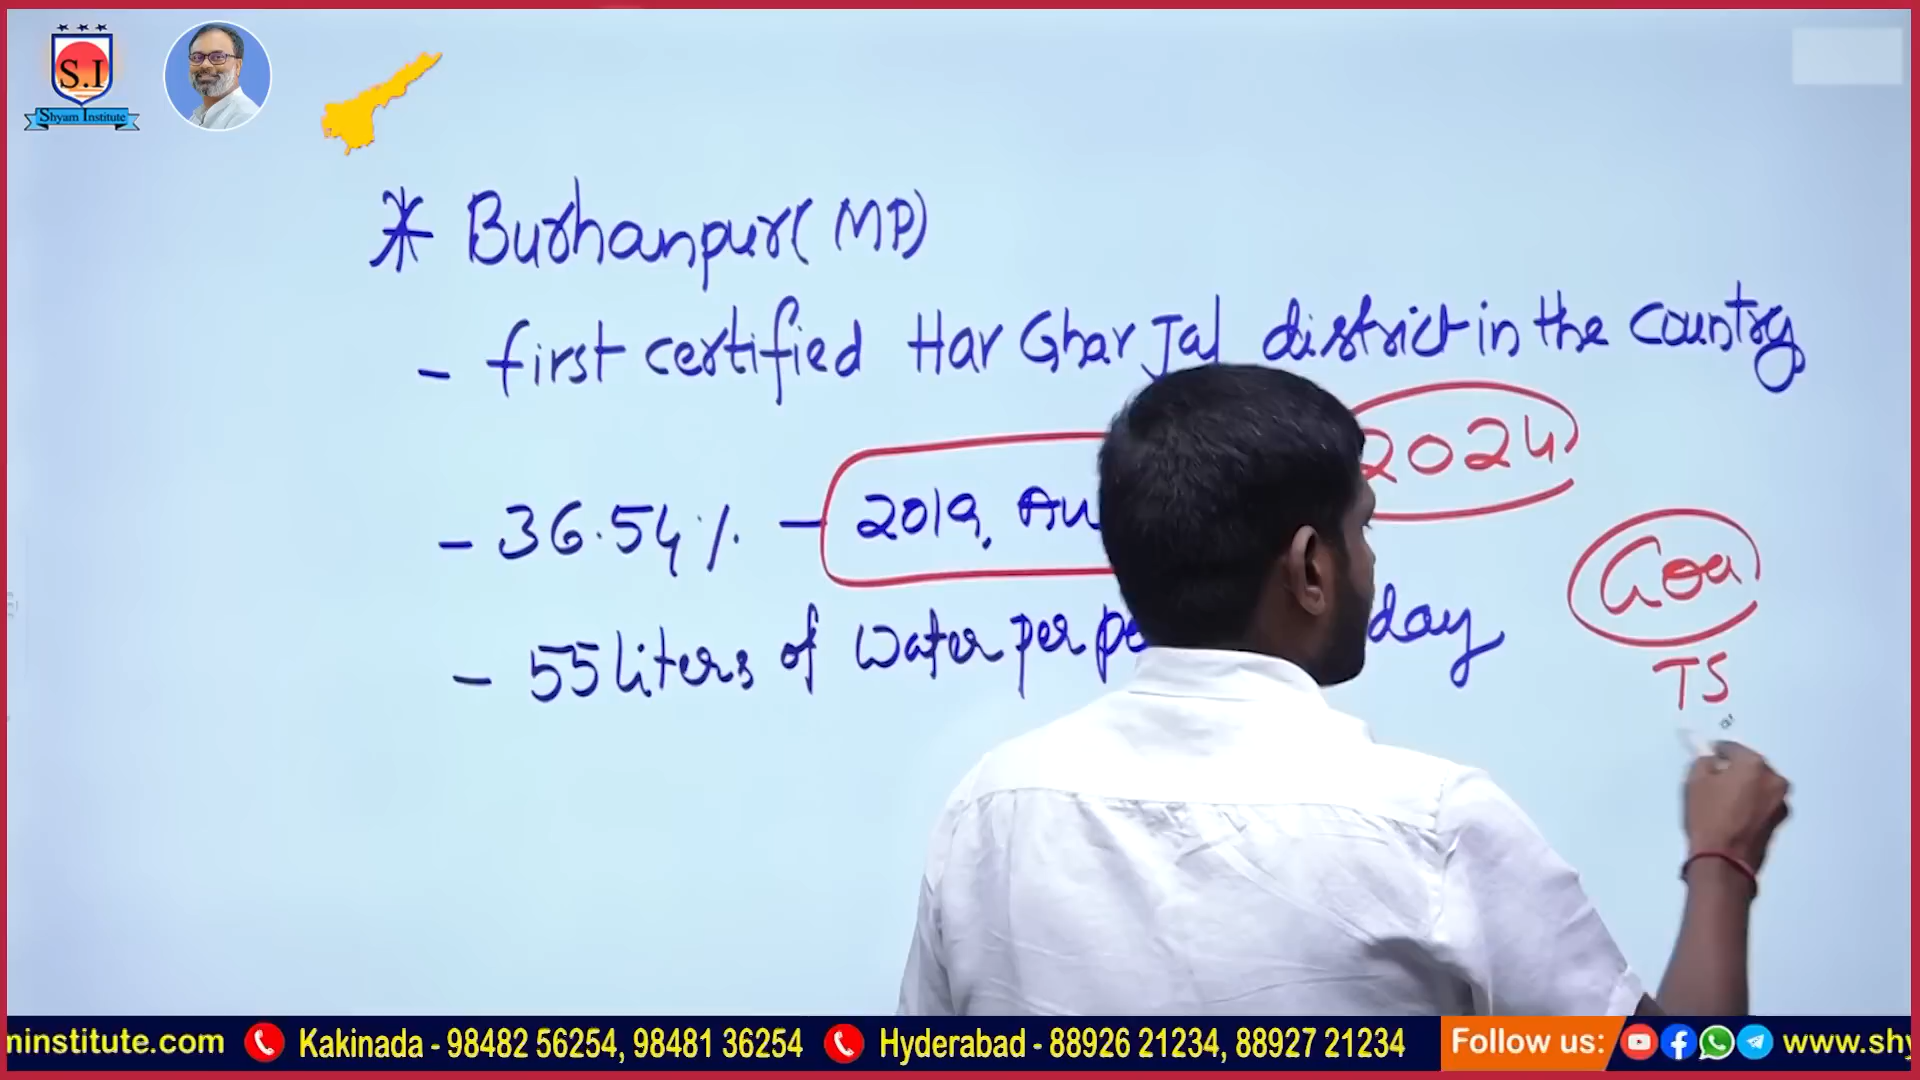 S.I
Shyam Institute
* Burhanpur (MP)
- first certified Har Ghar Jal district in the country
2024
- 36.54% - 2019, Au
Goa
- 55 liters of water per pe day
TS
minstitute.com Kakinada - 98482 56254, 98481 36254 Hyderabad - 88926 21234, 88927 21234 Follow us: www.shy